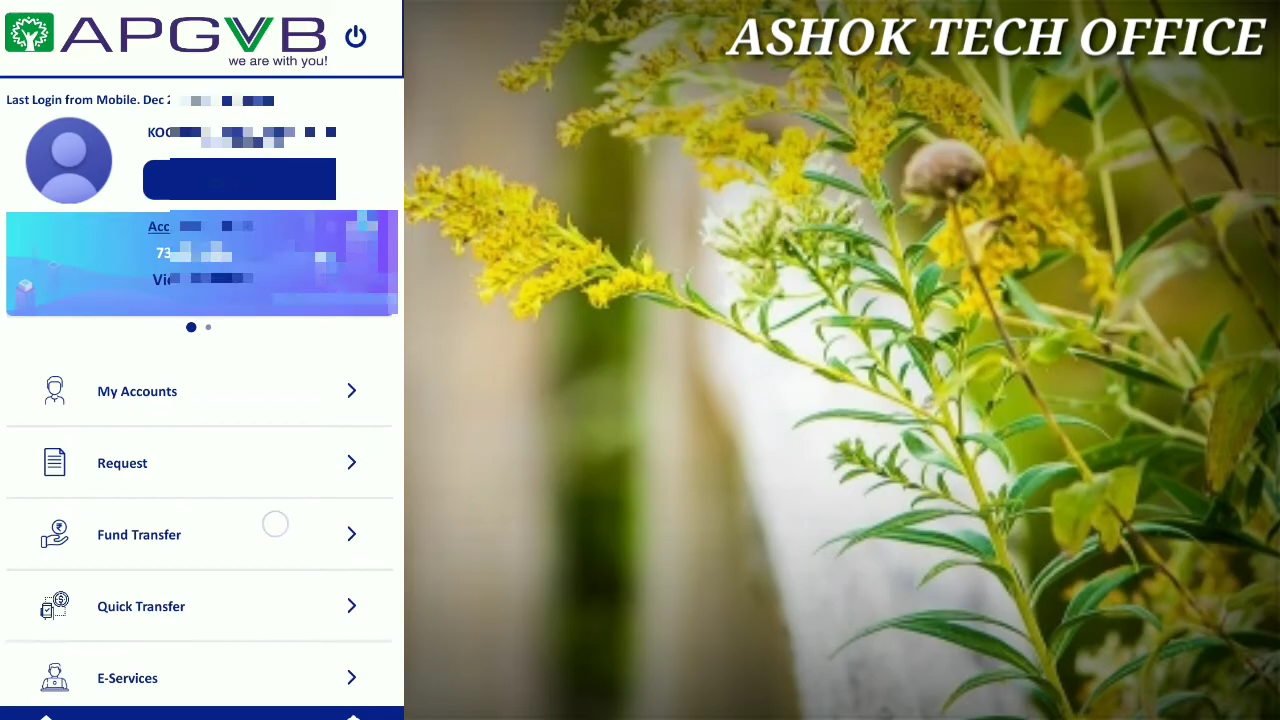 APGVB
we are with you!
ASHOK TECH OFFICE
Last Login from Mobile. Dec
My Accounts
Request
Fund Transfer
Quick Transfer
E-Services